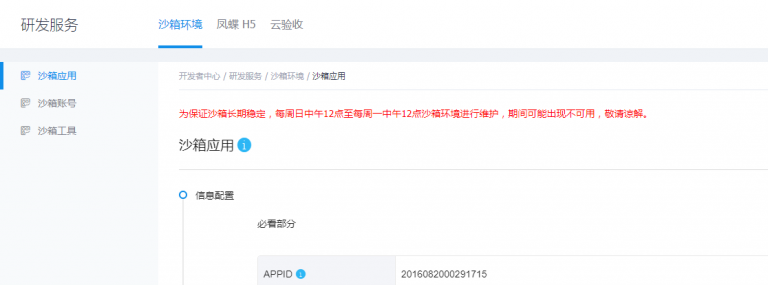 研发服务
沙箱环境 凤蝶 H5 云验收
沙箱应用
沙箱账号
沙箱工具
开发者中心 / 研发服务 / 沙箱环境 / 沙箱应用
为保证沙箱长期稳定，每周日中午12点至每周一中午12点沙箱环境进行维护，期间可能出现不可用，敬请谅解。
沙箱应用
信息配置
必看部分
APPID 2016082000291715